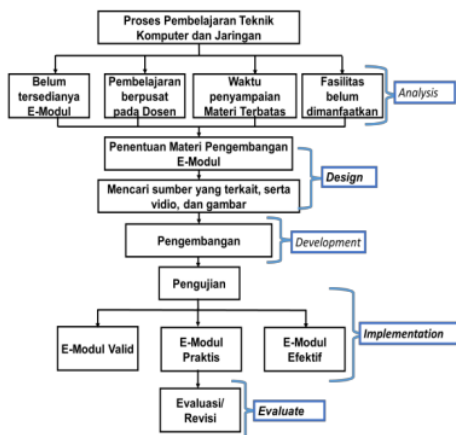 Proses Pembelajaran Teknik
Komputer dan Jaringan
Belum
tersedianya
E-Modul
Pembelajaran
berpusat
pada Dosen
Waktu
penyampaian
Materi Terbatas
Fasilitas
belum
dimanfaatkan
Analysis
Penentuan Materi Pengembangan
E-Modul
Design
Mencari sumber yang terkait, serta
vidio, dan gambar
Pengembangan
Development
Pengujian
E-Modul Valid
E-Modul
Praktis
E-Modul
Efektif
Implementation
Evaluasi/
Revisi
Evaluate